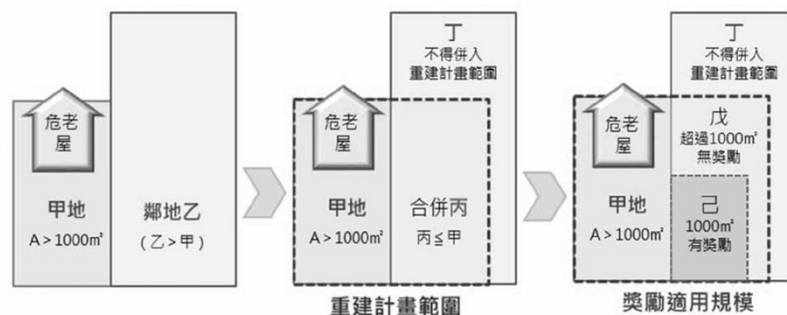 危老
屋
甲地
A > 1000㎡
鄰地乙
(乙 > 甲)
丁
不得併入
重建計畫範圍
危老
屋
甲地
A > 1000㎡
合併丙
丙≦甲
重建計畫範圍
丁
不得併入
重建計畫範圍
危老
屋
甲地
A > 1000㎡
戊
超過1000㎡
無獎勵
己
1000㎡
有獎勵
獎勵適用規模